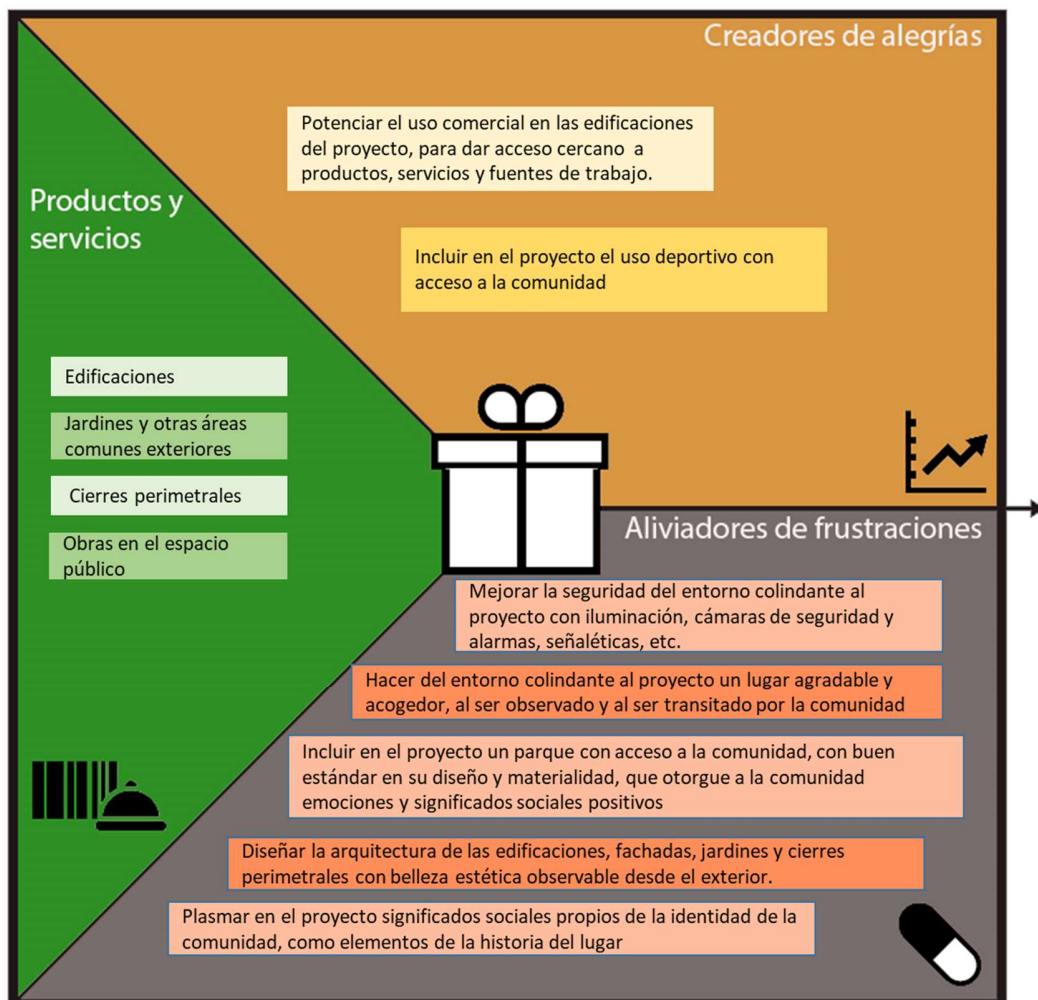 Creadores de alegrías
Potenciar el uso comercial en las edificaciones
del proyecto, para dar acceso cercano a
productos, servicios y fuentes de trabajo.
Incluir en el proyecto el uso deportivo con
acceso a la comunidad
Productos y
servicios
Edificaciones
Jardines y otras áreas
comunes exteriores
Cierres perimetrales
Obras en el espacio
público
Aliviadores de frustraciones
Mejorar la seguridad del entorno colindante al
proyecto con iluminación, cámaras de seguridad y
alarmas, señaléticas, etc.
Hacer del entorno colindante al proyecto un lugar agradable y
acogedor, al ser observado y al ser transitado por la comunidad
Incluir en el proyecto un parque con acceso a la comunidad, con buen
estándar en su diseño y materialidad, que otorgue a la comunidad
emociones y significados sociales positivos
Diseñar la arquitectura de las edificaciones, fachadas, jardines y cierres
perimetrales con belleza estética observable desde el exterior.
Plasmar en el proyecto significados sociales propios de la identidad de la
comunidad, como elementos de la historia del lugar